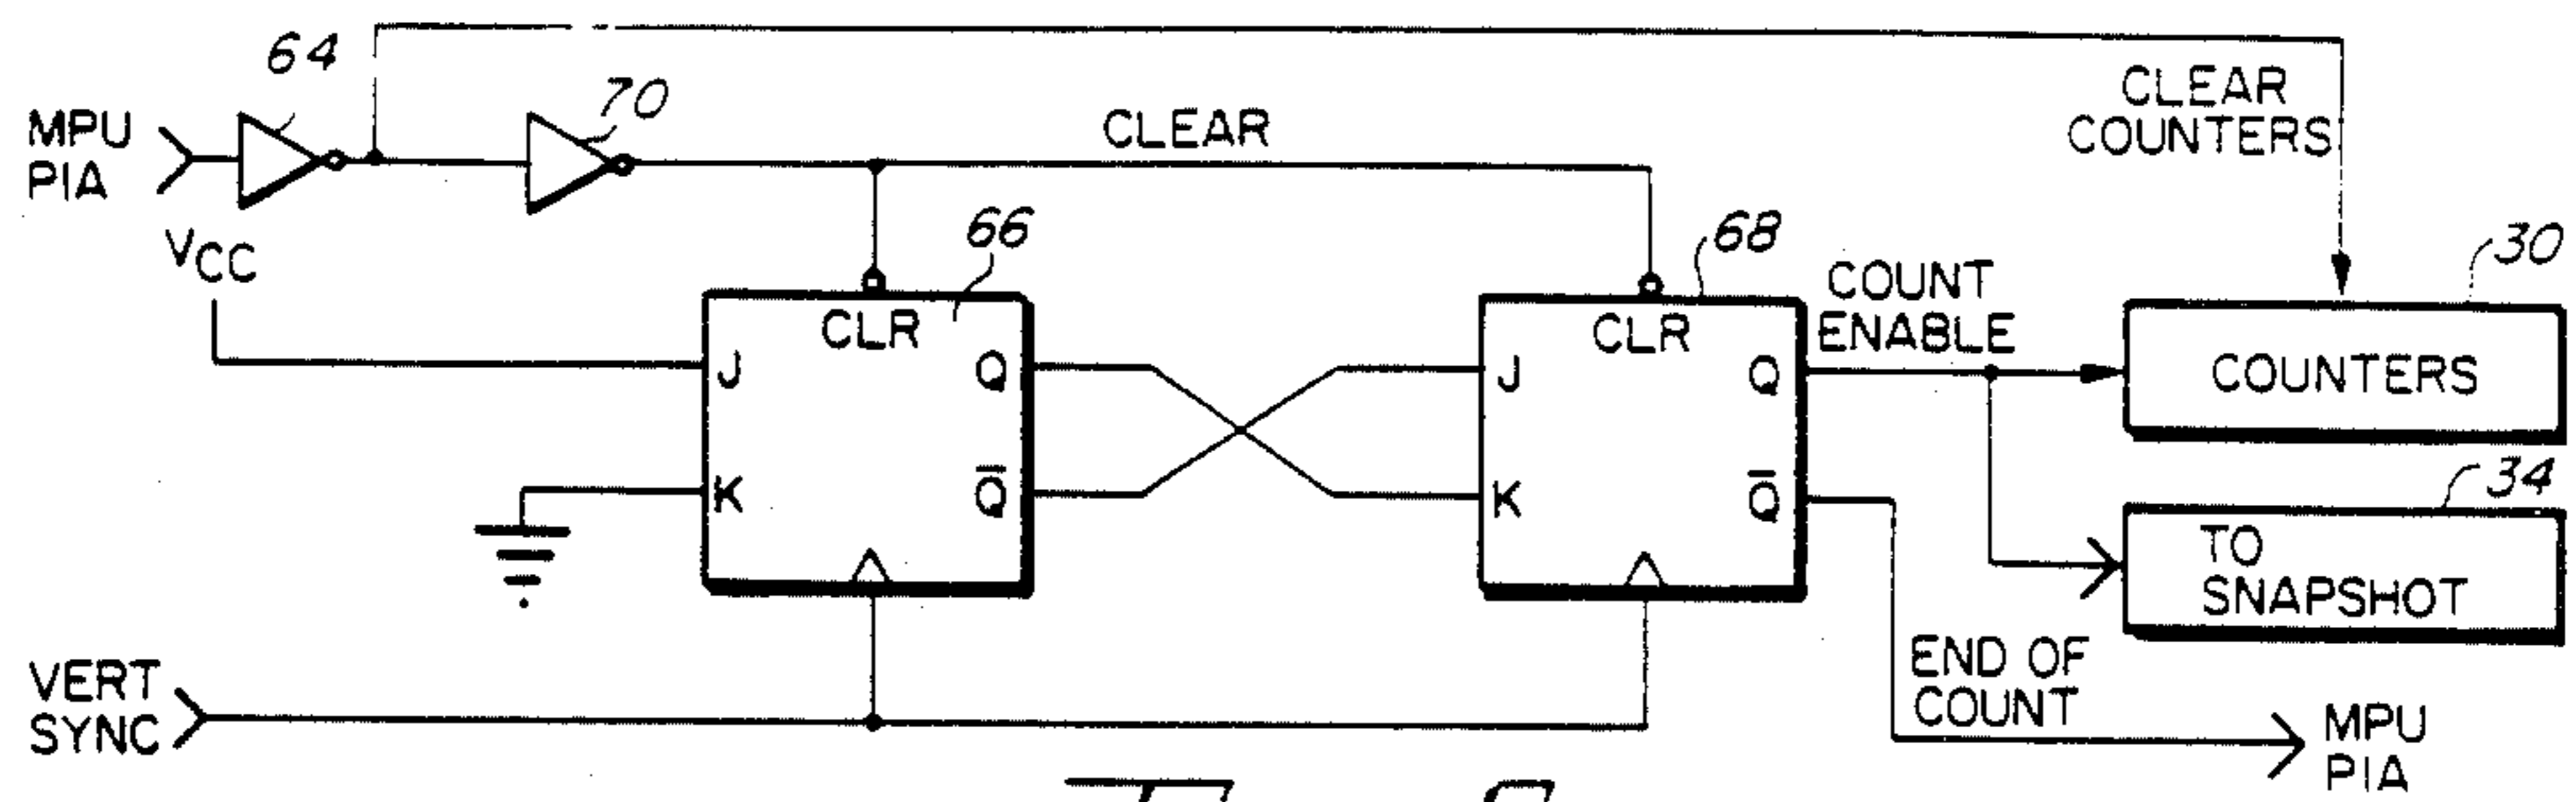 64
MPU
PIA
70
CLEAR
CLEAR
COUNTERS
VCC
66
68
30
CLR
J
Q
K
Q̅
CLR
J
Q
K
Q̅
COUNT
ENABLE
COUNTERS
34
TO
SNAPSHOT
VERT
SYNC
END OF
COUNT
MPU
PIA